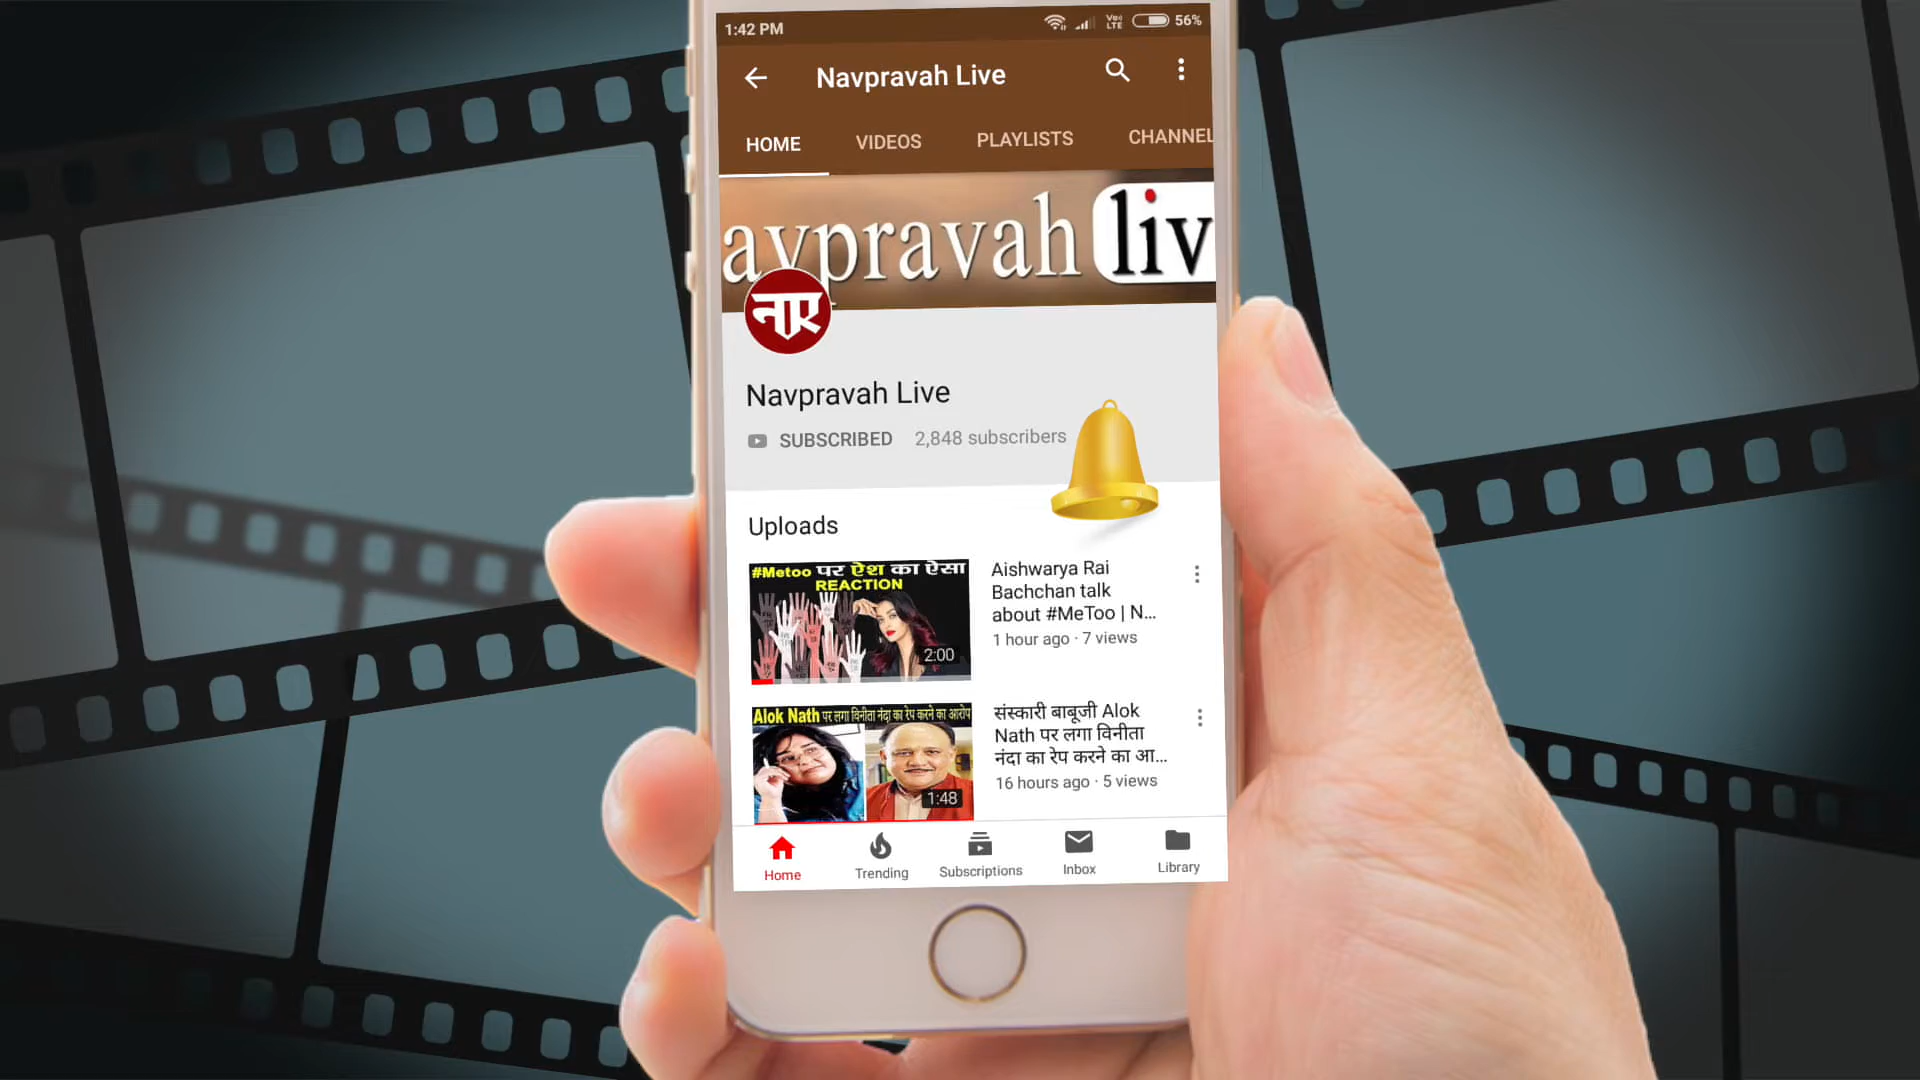 1:42 PM
Vo)) LTE
56%
Navpravah Live
HOME VIDEOS PLAYLISTS CHANNEL
avpravah liv
नए
Navpravah Live
SUBSCRIBED 2,848 subscribers
Uploads
#Metoo पर ऐश का ऐसा
REACTION
2:00
Aishwarya Rai
Bachchan talk
about #MeToo | N...
1 hour ago · 7 views
Alok Nath पर लगा विनीता नंदा का रेप करने का आरोप
1:48
संस्कारी बाबूजी Alok
Nath पर लगा विनीता
नंदा का रेप करने का आ...
16 hours ago · 5 views
Home Trending Subscriptions Inbox Library